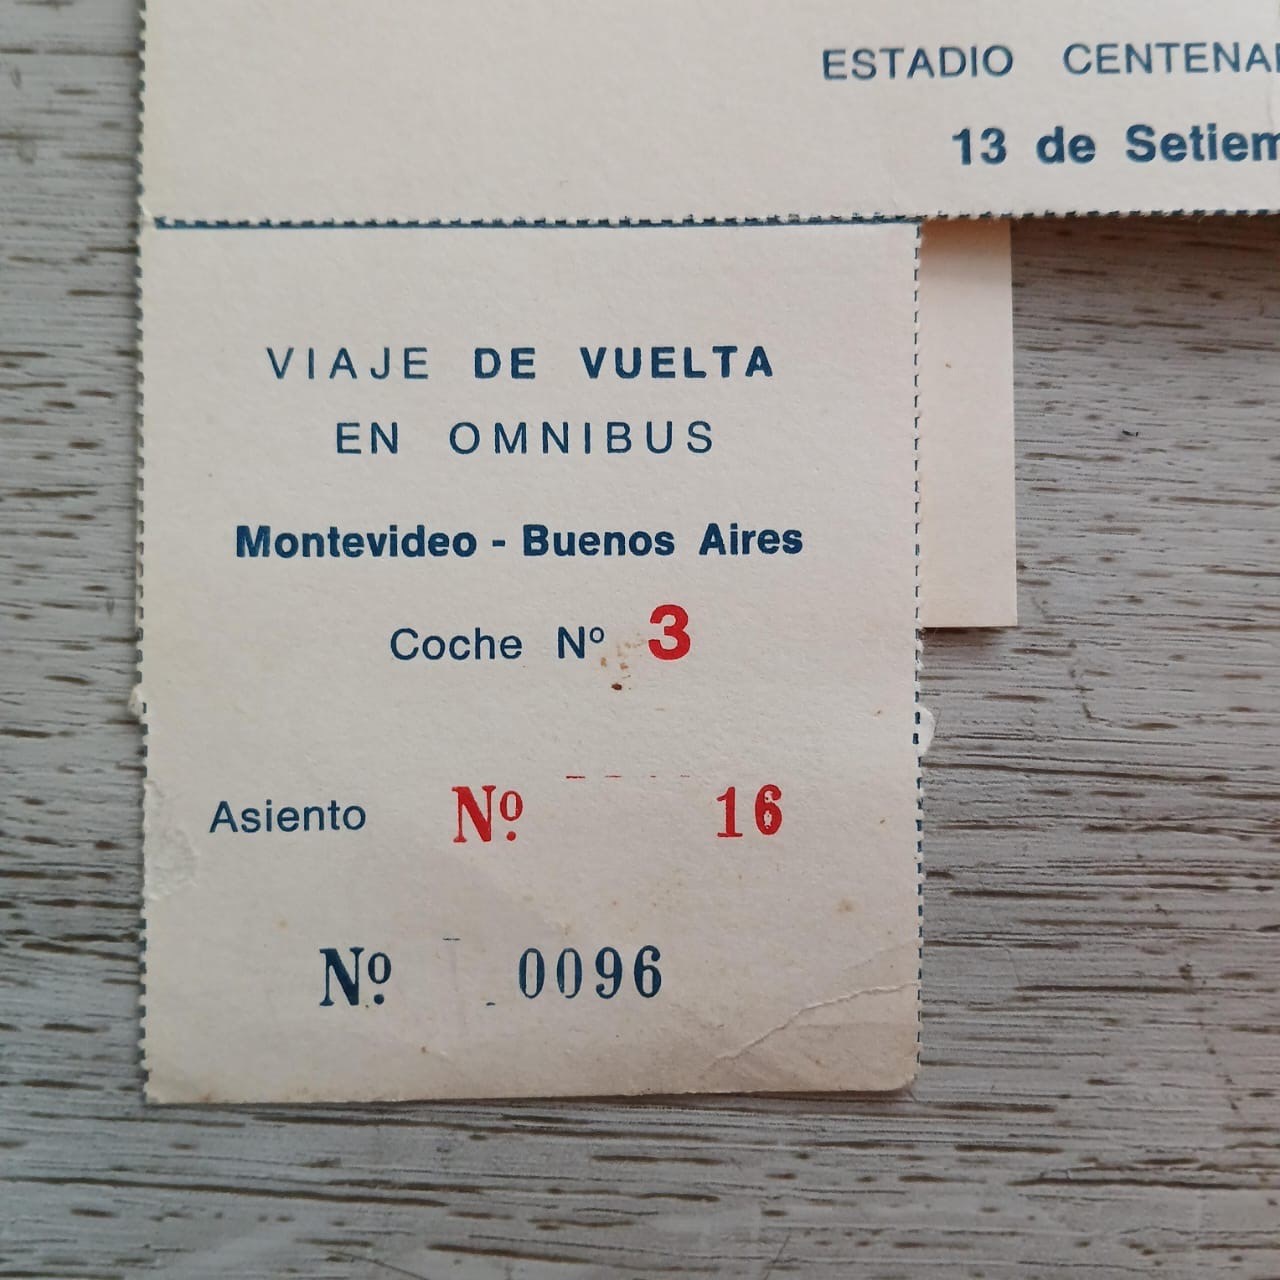 ESTADIO CENTENA
13 de Setiem
VIAJE DE VUELTA
EN OMNIBUS
Montevideo - Buenos Aires
Coche Nº 3
Asiento Nº 16
Nº 0096